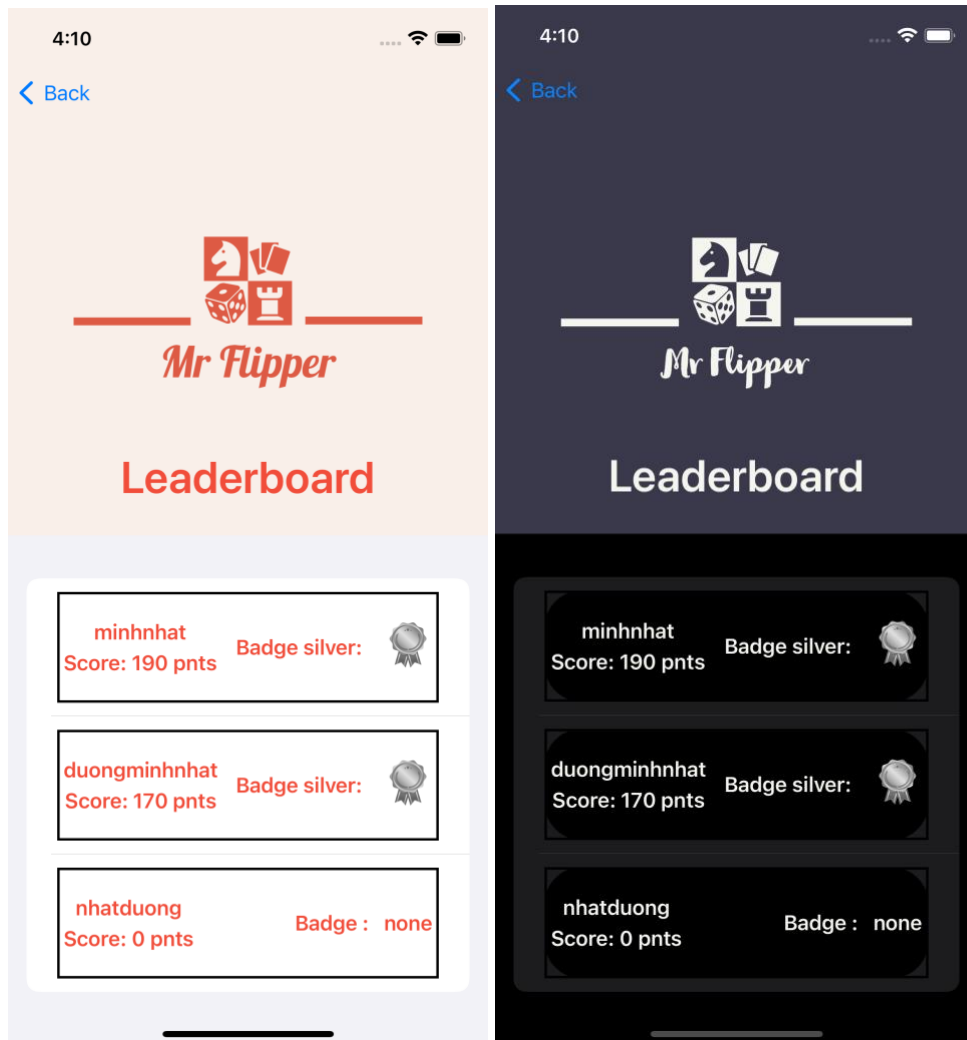 4:10
Back
Mr Flipper
Leaderboard
minhnhat
Score: 190 pnts
Badge silver:
duongminhnhat
Score: 170 pnts
Badge silver:
nhatduong
Score: 0 pnts
Badge : none
4:10
Back
Mr Flipper
Leaderboard
minhnhat
Score: 190 pnts
Badge silver:
duongminhnhat
Score: 170 pnts
Badge silver:
nhatduong
Score: 0 pnts
Badge : none